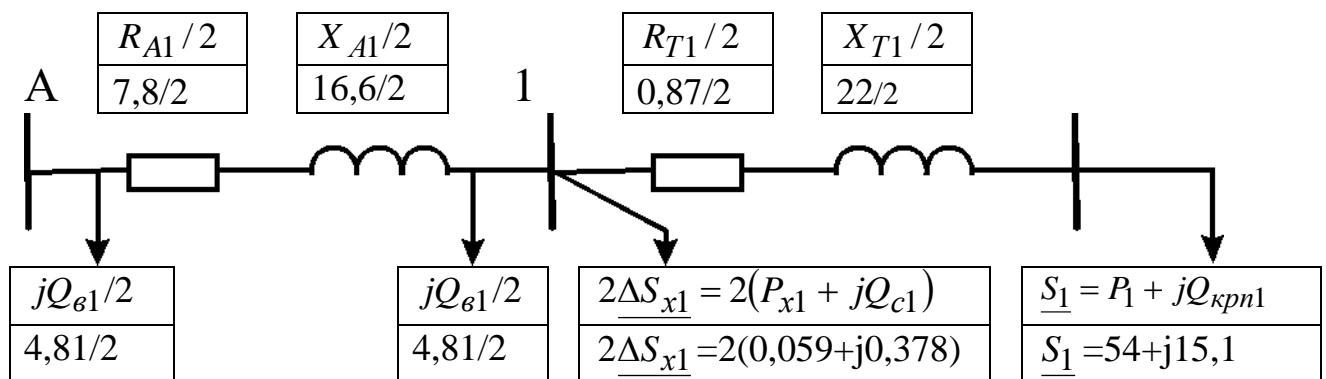 R_A1 / 2 X_A1/2 R_T1 / 2 X_T1 / 2
А 7,8/2 16,6/2 1 0,87/2 22/2
jQ_в1/2 jQ_в1/2 2ΔS_x1 = 2(P_x1 + jQ_c1) S_1 = P_1 + jQ_крп1
4,81/2 4,81/2 2ΔS_x1 =2(0,059+j0,378) S_1 =54+j15,1